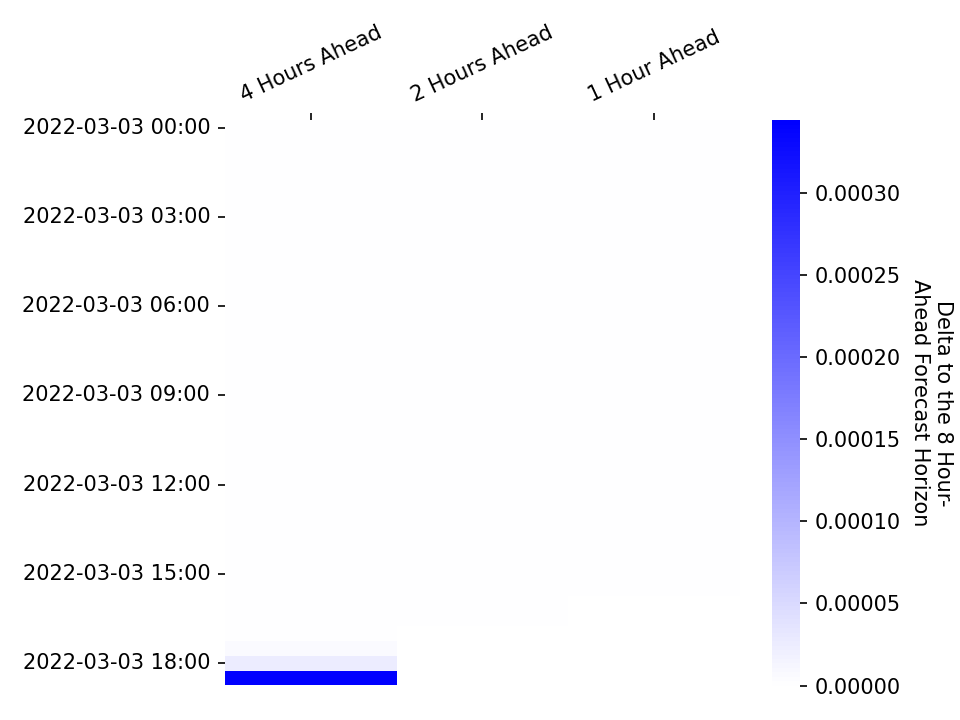 4 Hours Ahead
2 Hours Ahead
1 Hour Ahead
2022-03-03 00:00
2022-03-03 03:00
2022-03-03 06:00
2022-03-03 09:00
2022-03-03 12:00
2022-03-03 15:00
2022-03-03 18:00
0.00030
0.00025
0.00020
0.00015
0.00010
0.00005
0.00000
Delta to the 8 Hour-
Ahead Forecast Horizon